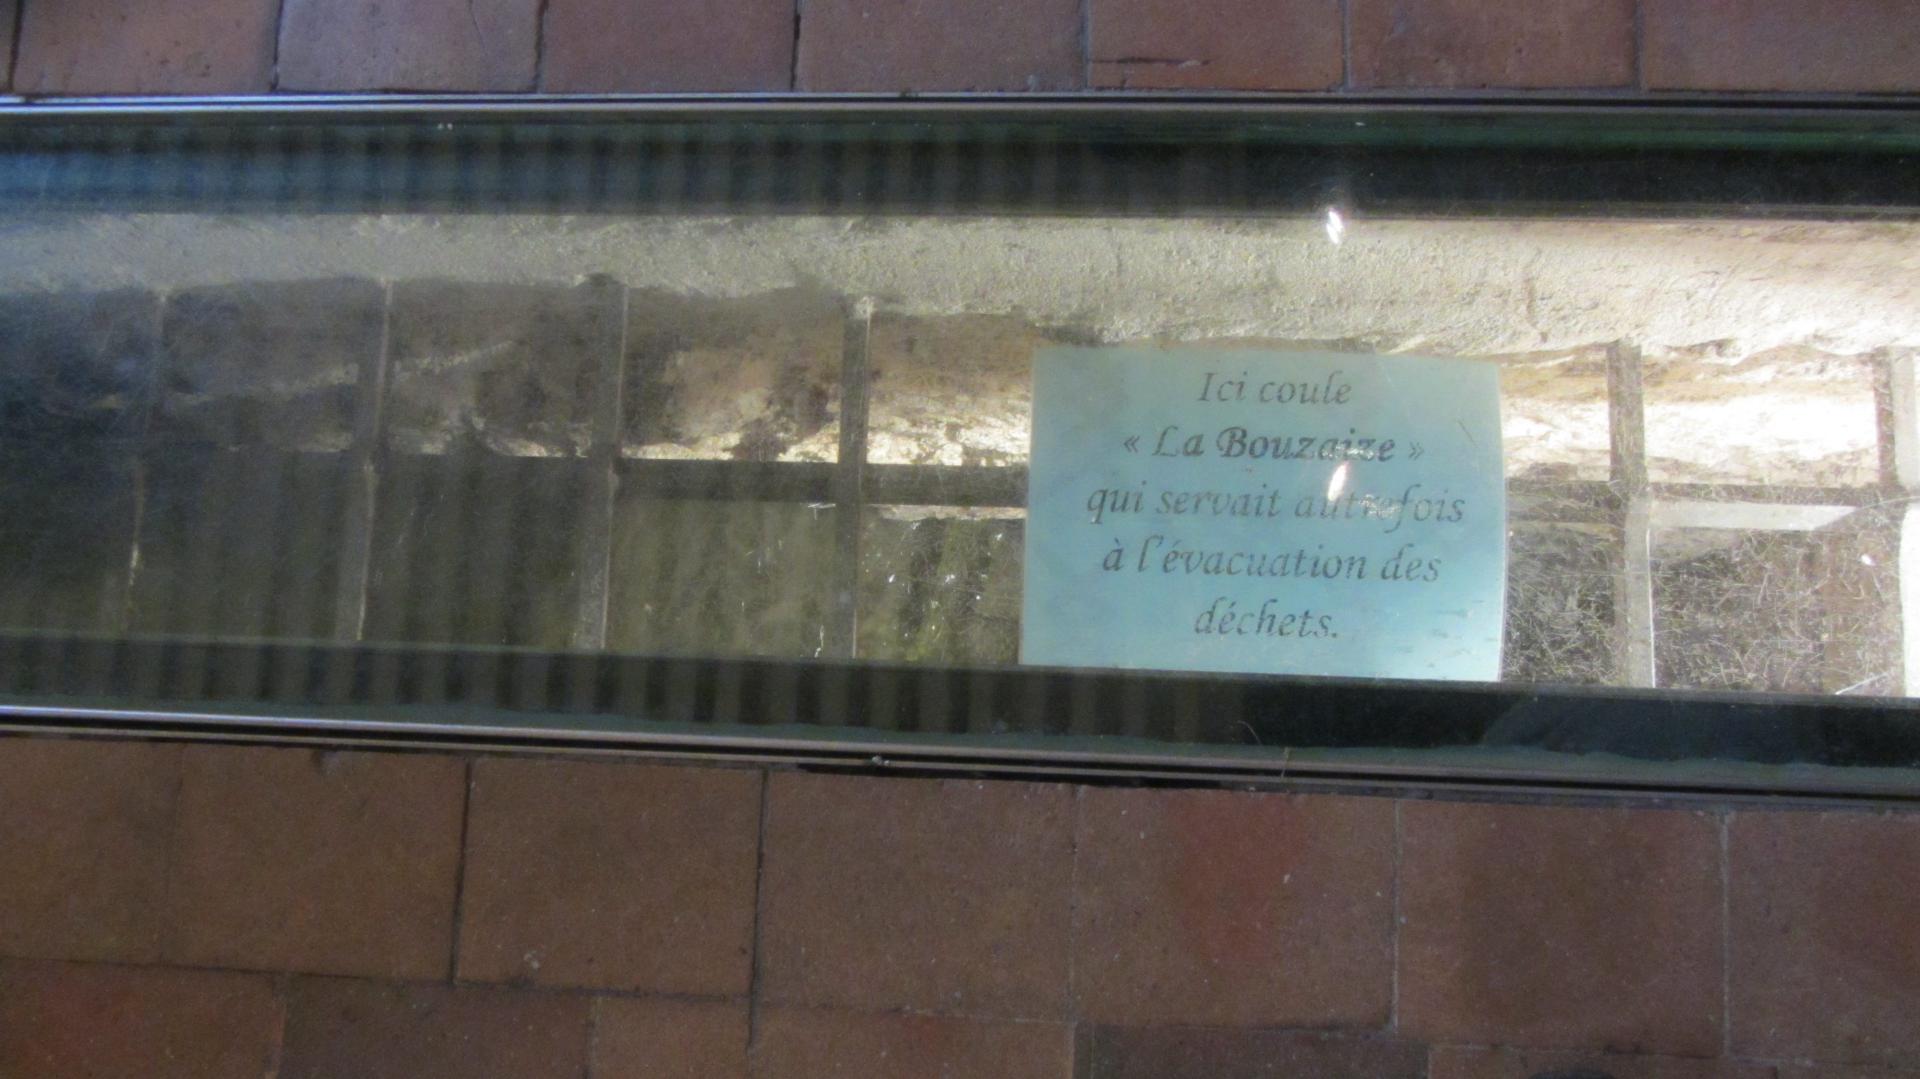 Ici coule
« La Bouzaize »
qui servait autrefois
à l'évacuation des
déchets.